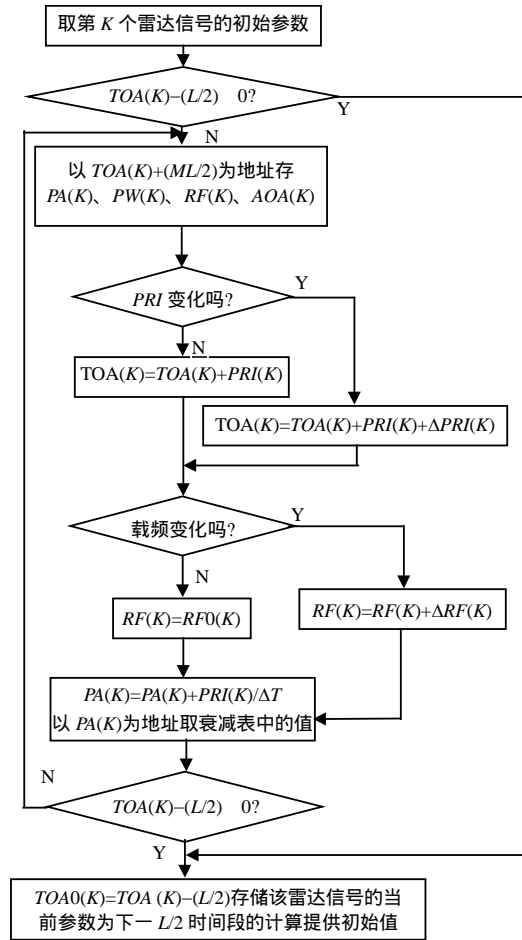 取第 K 个雷达信号的初始参数
TOA(K)−(L/2) 0?
Y
N
以 TOA(K)+(ML/2)为地址存
PA(K)、PW(K)、RF(K)、AOA(K)
Y
PRI 变化吗?
N
TOA(K)=TOA(K)+PRI(K)
TOA(K)=TOA(K)+PRI(K)+ΔPRI(K)
Y
载频变化吗?
N
RF(K)=RF0(K)
RF(K)=RF(K)+ΔRF(K)
PA(K)=PA(K)+PRI(K)/ΔT
以 PA(K)为地址取衰减表中的值
N
TOA(K)−(L/2) 0?
Y
TOA0(K)=TOA (K)−(L/2)存储该雷达信号的当
前参数为下一 L/2 时间段的计算提供初始值